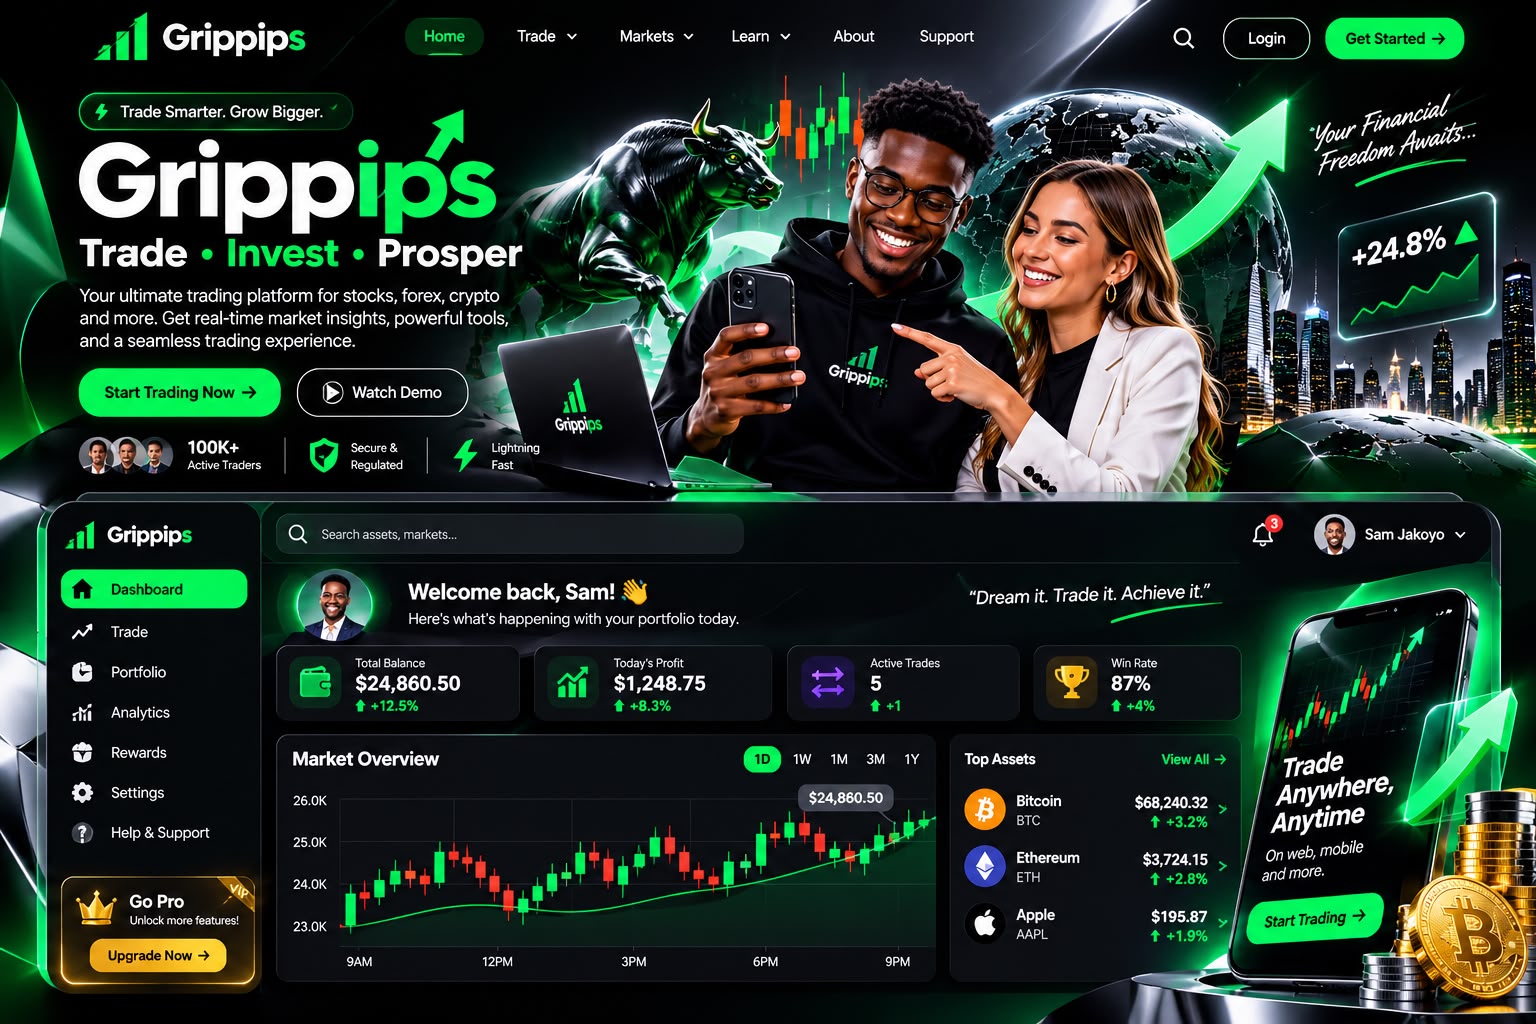 Grippips
Home
Trade
Markets
Learn
About
Support
Login
Get Started →
Trade Smarter. Grow Bigger.
Grippips
Trade • Invest • Prosper
Your ultimate trading platform for stocks, forex, crypto
and more. Get real-time market insights, powerful tools,
and a seamless trading experience.
Start Trading Now →
Watch Demo
100K+
Active Traders
Secure &
Regulated
Lightning
Fast
Grippips
Grippips
Your Financial
Freedom Awaits...
+24.8%
Grippips
Dashboard
Trade
Portfolio
Analytics
Rewards
Settings
Help & Support
VIP
Go Pro
Unlock more features!
Upgrade Now →
Search assets, markets...
3
Sam Jakoyo
Welcome back, Sam! 👋
Here's what's happening with your portfolio today.
“Dream it. Trade it. Achieve it.”
Total Balance
$24,860.50
+12.5%
Today's Profit
$1,248.75
+8.3%
Active Trades
5
+1
Win Rate
87%
+4%
Market Overview
1D
1W
1M
3M
1Y
$24,860.50
26.0K
25.0K
24.0K
23.0K
9AM
12PM
3PM
6PM
9PM
Top Assets
View All →
Bitcoin
BTC
$68,240.32
+3.2%
Ethereum
ETH
$3,724.15
+2.8%
Apple
AAPL
$195.87
+1.9%
Trade
Anywhere,
Anytime
On web, mobile
and more.
Start Trading →